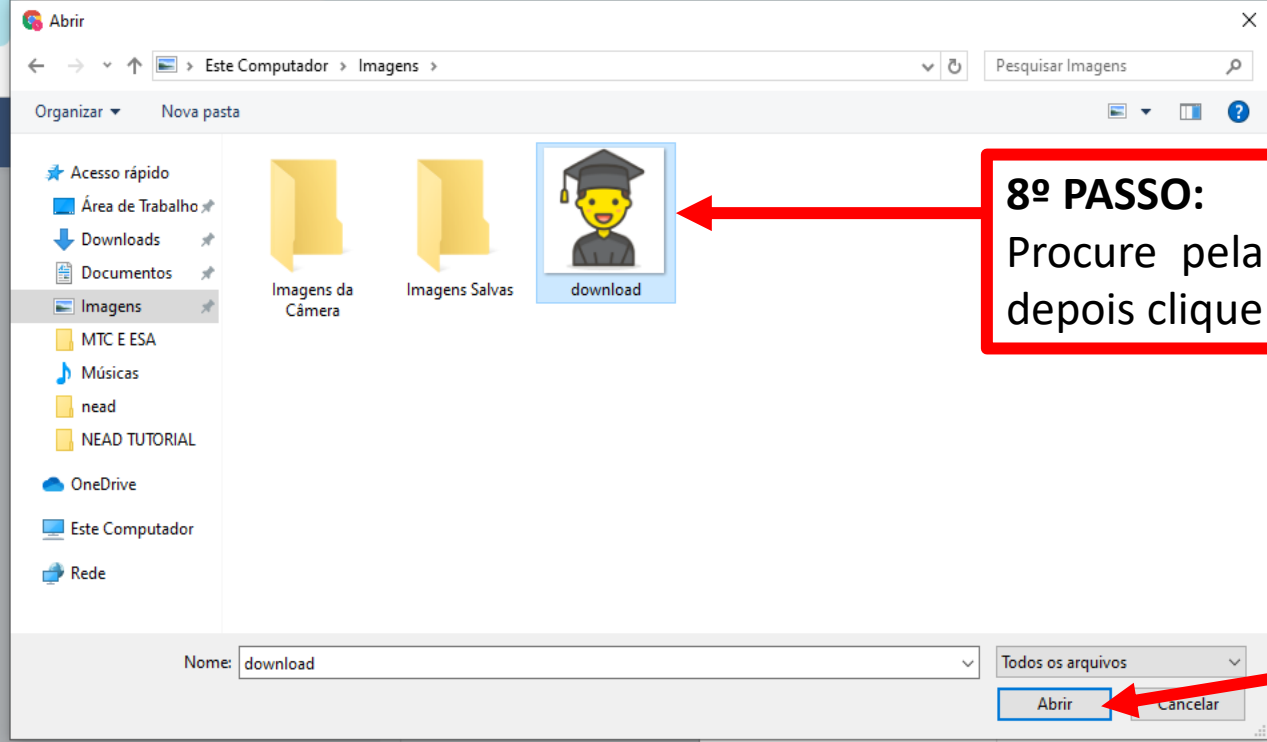 Abrir
Este Computador > Imagens >
Pesquisar Imagens
Organizar
Nova pasta
Acesso rápido
Área de Trabalho
Downloads
Documentos
Imagens
MTC E ESA
Músicas
nead
NEAD TUTORIAL
OneDrive
Este Computador
Rede
Imagens da
Câmera
Imagens Salvas
download
8º PASSO:
Procure pela
depois clique
Nome: download
Todos os arquivos
Abrir
Cancelar